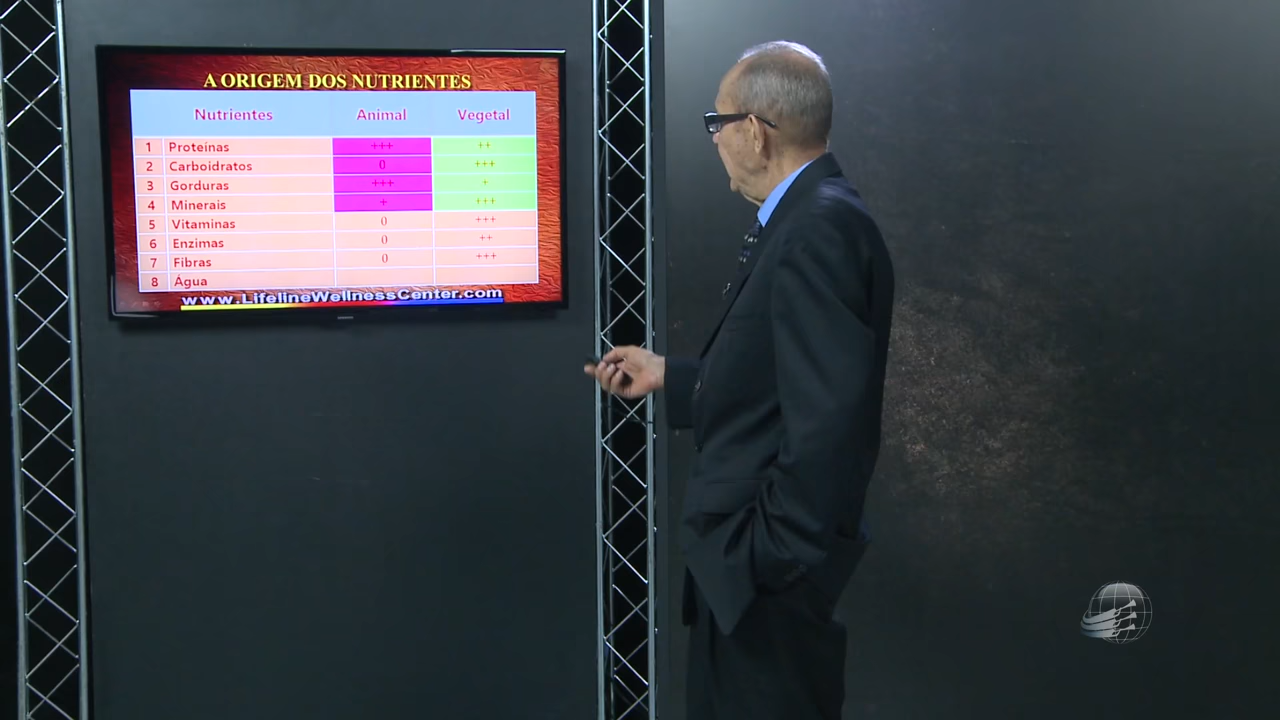 A ORIGEM DOS NUTRIENTES
Nutrientes Animal Vegetal
1 Proteínas +++ ++
2 Carboidratos 0 +++
3 Gorduras +++ +
4 Minerais + +++
5 Vitaminas 0 +++
6 Enzimas 0 ++
7 Fibras 0 +++
8 Água
www.LifelineWellnessCenter.com